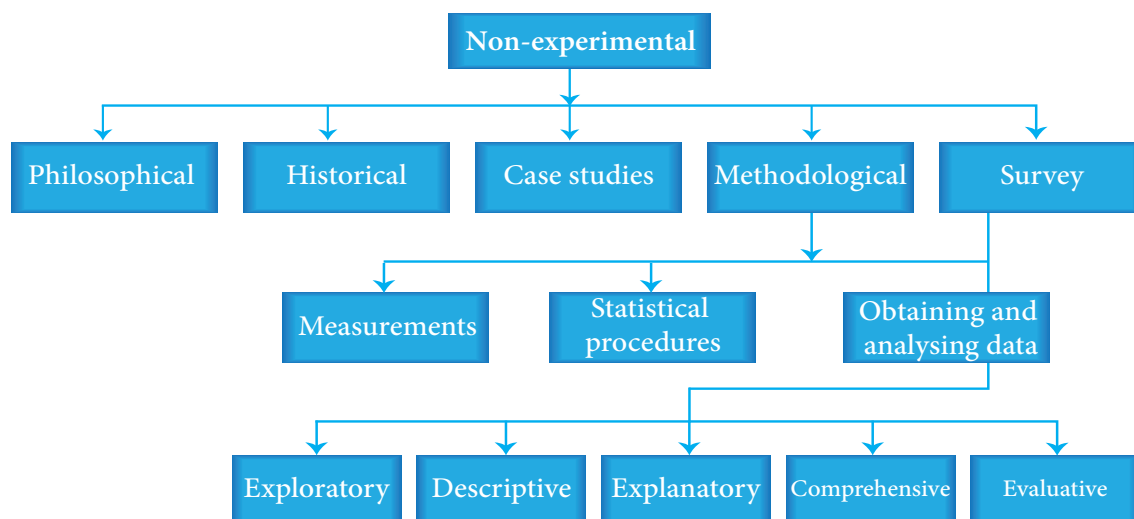 Non-experimental
Philosophical
Historical
Case studies
Methodological
Survey
Measurements
Statistical
procedures
Obtaining and
analysing data
Exploratory
Descriptive
Explanatory
Comprehensive
Evaluative